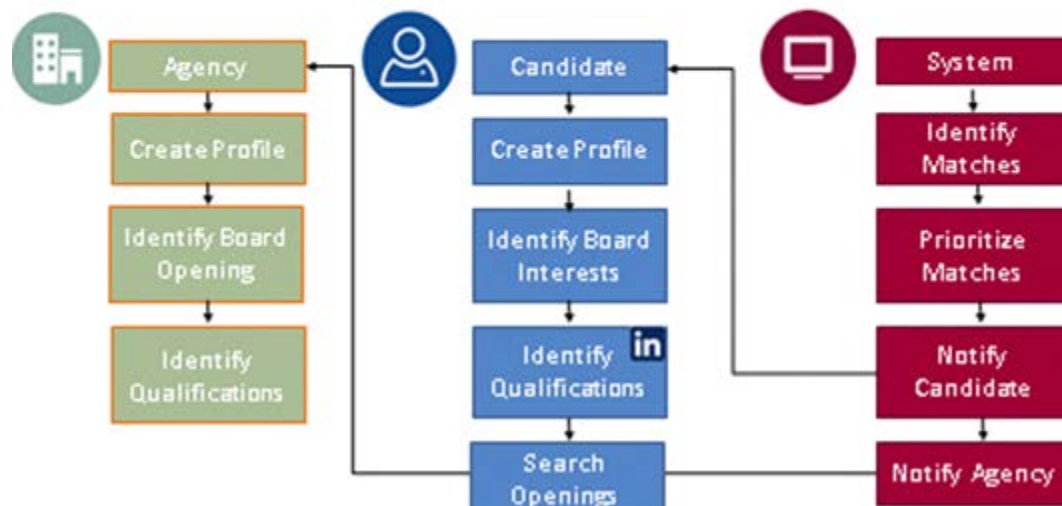 Agency
Create Profile
Identify Board
Opening
Identify
Qualifications
Candidate
Create Profile
Identify Board
Interests
Identify
Qualifications
in
Search
Openings
System
Identify
Matches
Prioritize
Matches
Notify
Candidate
Notify Agency